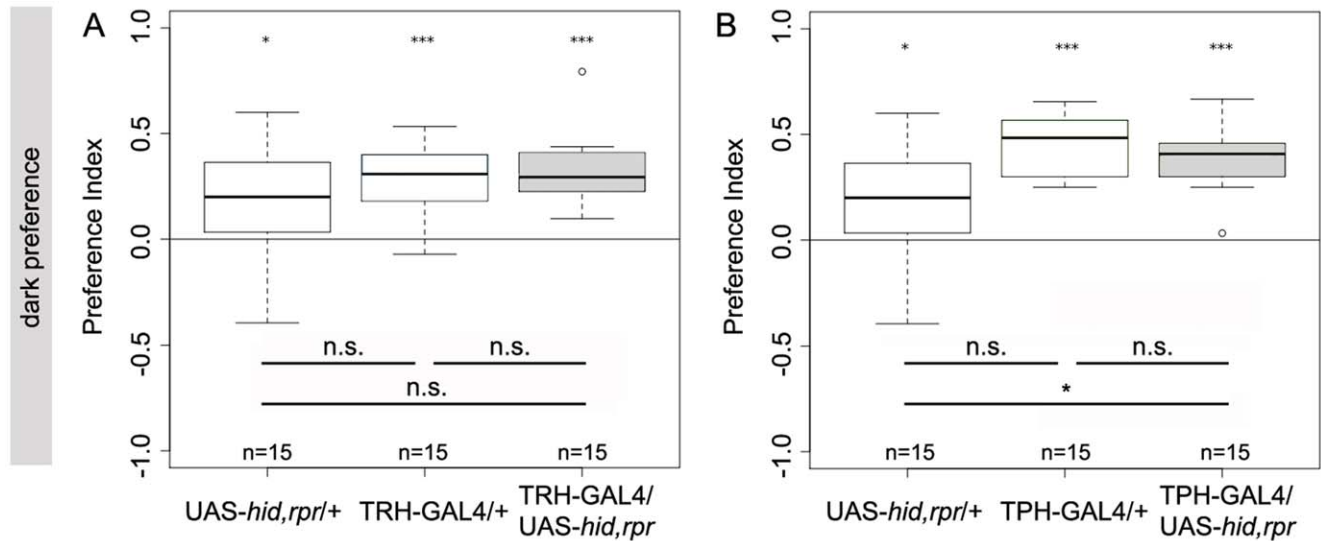 dark preference
A
Preference Index
1.0
0.5
0.0
-0.5
-1.0
* *** ***
n.s. n.s.
n.s.
n=15 n=15 n=15
UAS-hid,rpr/+ TRH-GAL4/+ TRH-GAL4/
UAS-hid,rpr
B
Preference Index
1.0
0.5
0.0
-0.5
-1.0
* *** ***
n.s. n.s.
*
n=15 n=15 n=15
UAS-hid,rpr/+ TPH-GAL4/+ TPH-GAL4/
UAS-hid,rpr